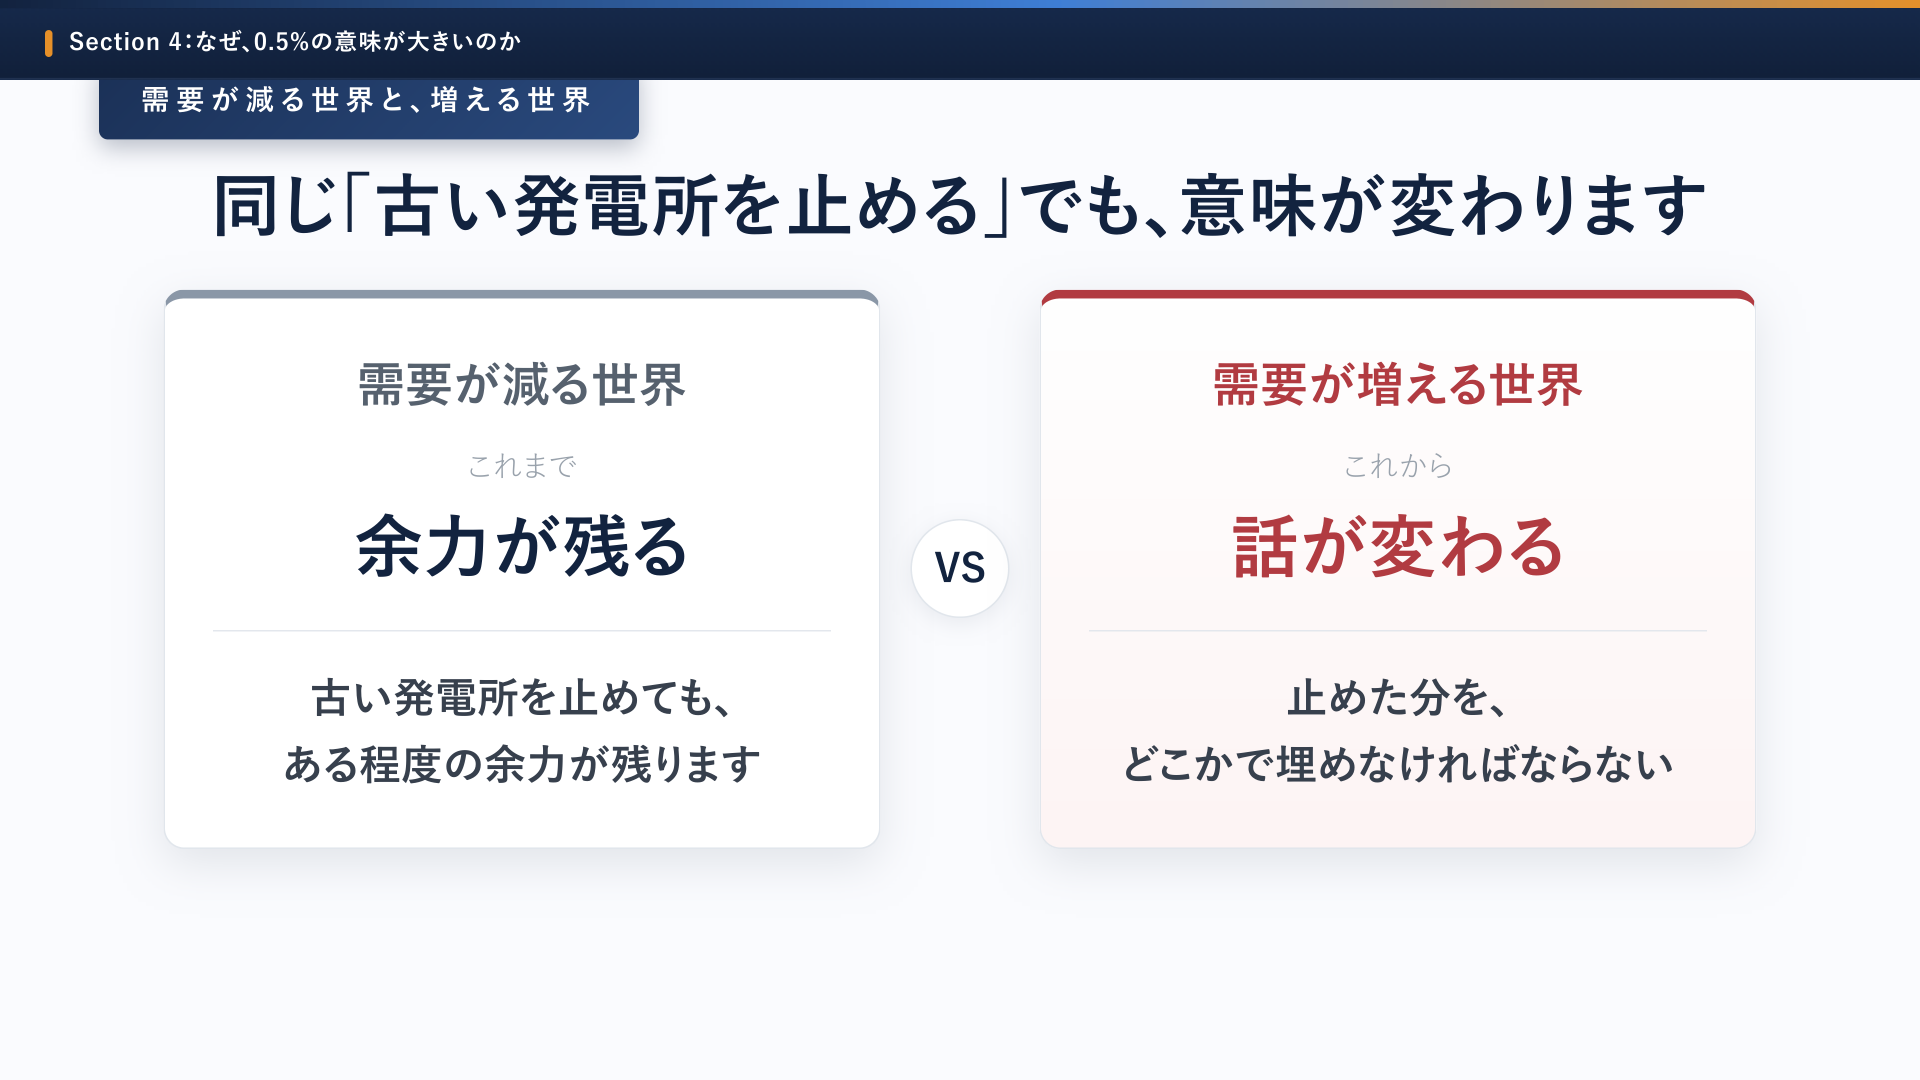 Section 4：なぜ、0.5%の意味が大きいのか
需要が減る世界と、増える世界
同じ「古い発電所を止める」でも、意味が変わります
需要が減る世界
これまで
余力が残る
古い発電所を止めても、
ある程度の余力が残ります
VS
需要が増える世界
これから
話が変わる
止めた分を、
どこかで埋めなければならない